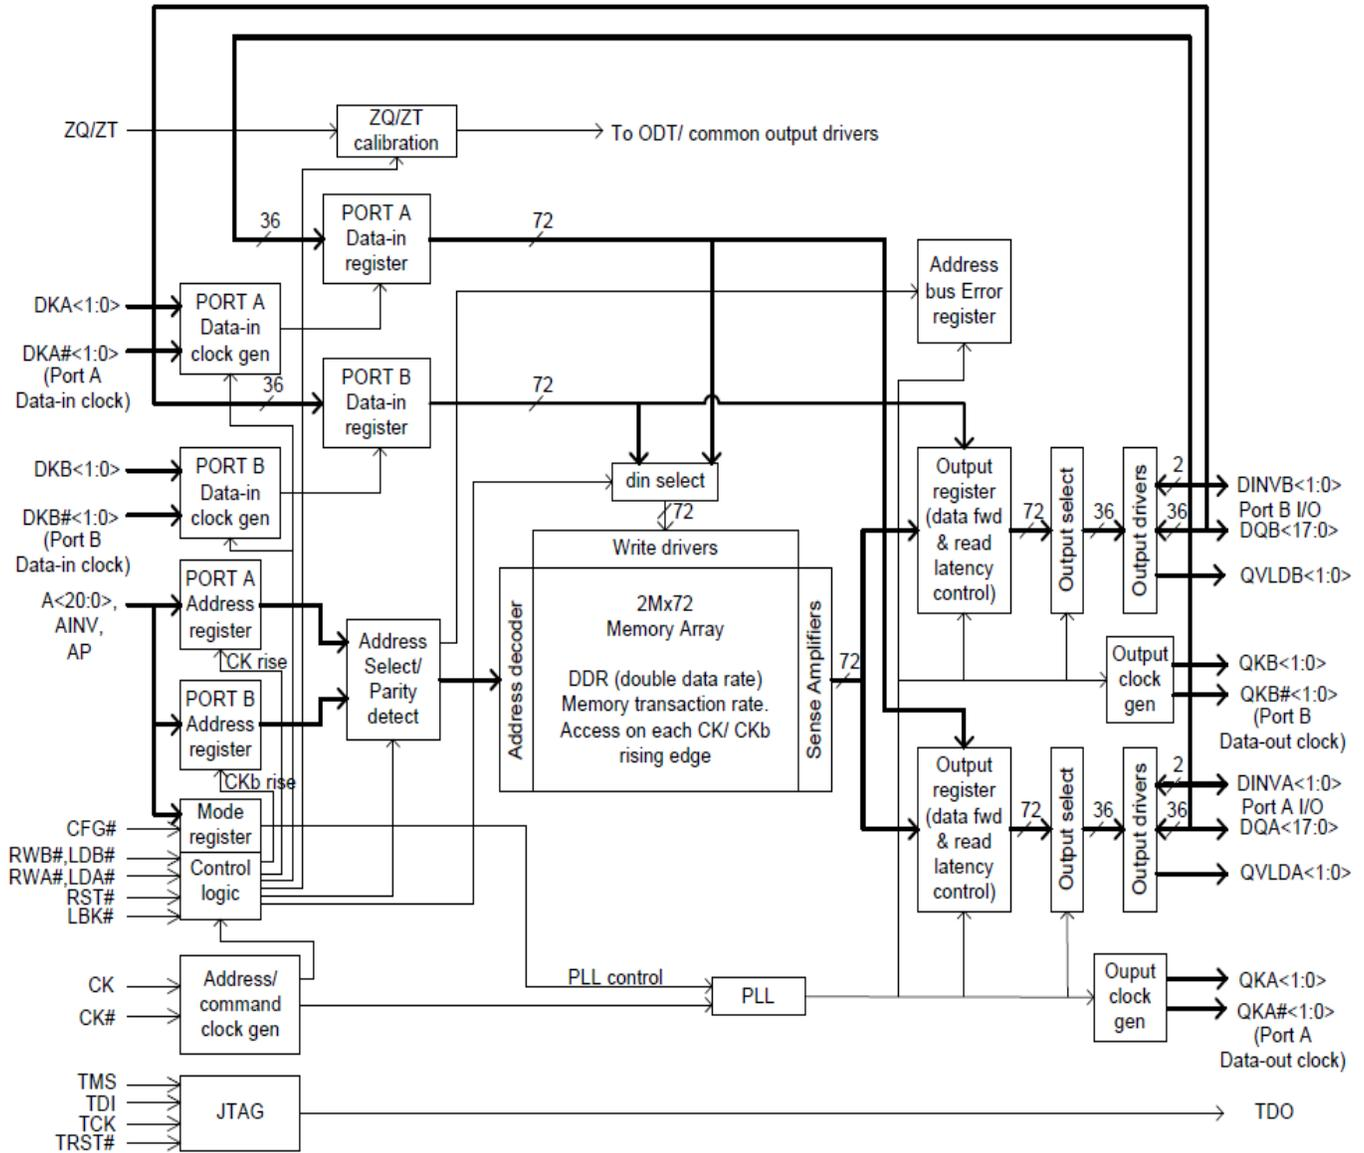 ZQ/ZT
ZQ/ZT
calibration
To ODT/ common output drivers
36
PORT A
Data-in
register
72
Address
bus Error
register
DKA<1:0>
DKA#<1:0>
(Port A
Data-in clock)
PORT A
Data-in
clock gen
36
PORT B
Data-in
register
72
DKB<1:0>
DKB#<1:0>
(Port B
Data-in clock)
PORT B
Data-in
clock gen
din select
72
Write drivers
Output
register
(data fwd
& read
latency
control)
72
Output select
36
Output drivers
2
36
DINVB<1:0>
Port B I/O
DQB<17:0>
QVLDB<1:0>
A<20:0>,
AINV,
AP
PORT A
Address
register
CK rise
PORT B
Address
register
CKb rise
Address
Select/
Parity
detect
Address decoder
2Mx72
Memory Array
DDR (double data rate)
Memory transaction rate.
Access on each CK/ CKb
rising edge
Sense Amplifiers
72
Output
clock
gen
QKB<1:0>
QKB#<1:0>
(Port B
Data-out clock)
Output
register
(data fwd
& read
latency
control)
72
Output select
36
Output drivers
2
36
DINVA<1:0>
Port A I/O
DQA<17:0>
QVLDA<1:0>
Mode
register
Control
logic
CFG#
RWB#,LDB#
RWA#,LDA#
RST#
LBK#
CK
CK#
Address/
command
clock gen
PLL control
PLL
Ouput
clock
gen
QKA<1:0>
QKA#<1:0>
(Port A
Data-out clock)
TMS
TDI
TCK
TRST#
JTAG
TDO